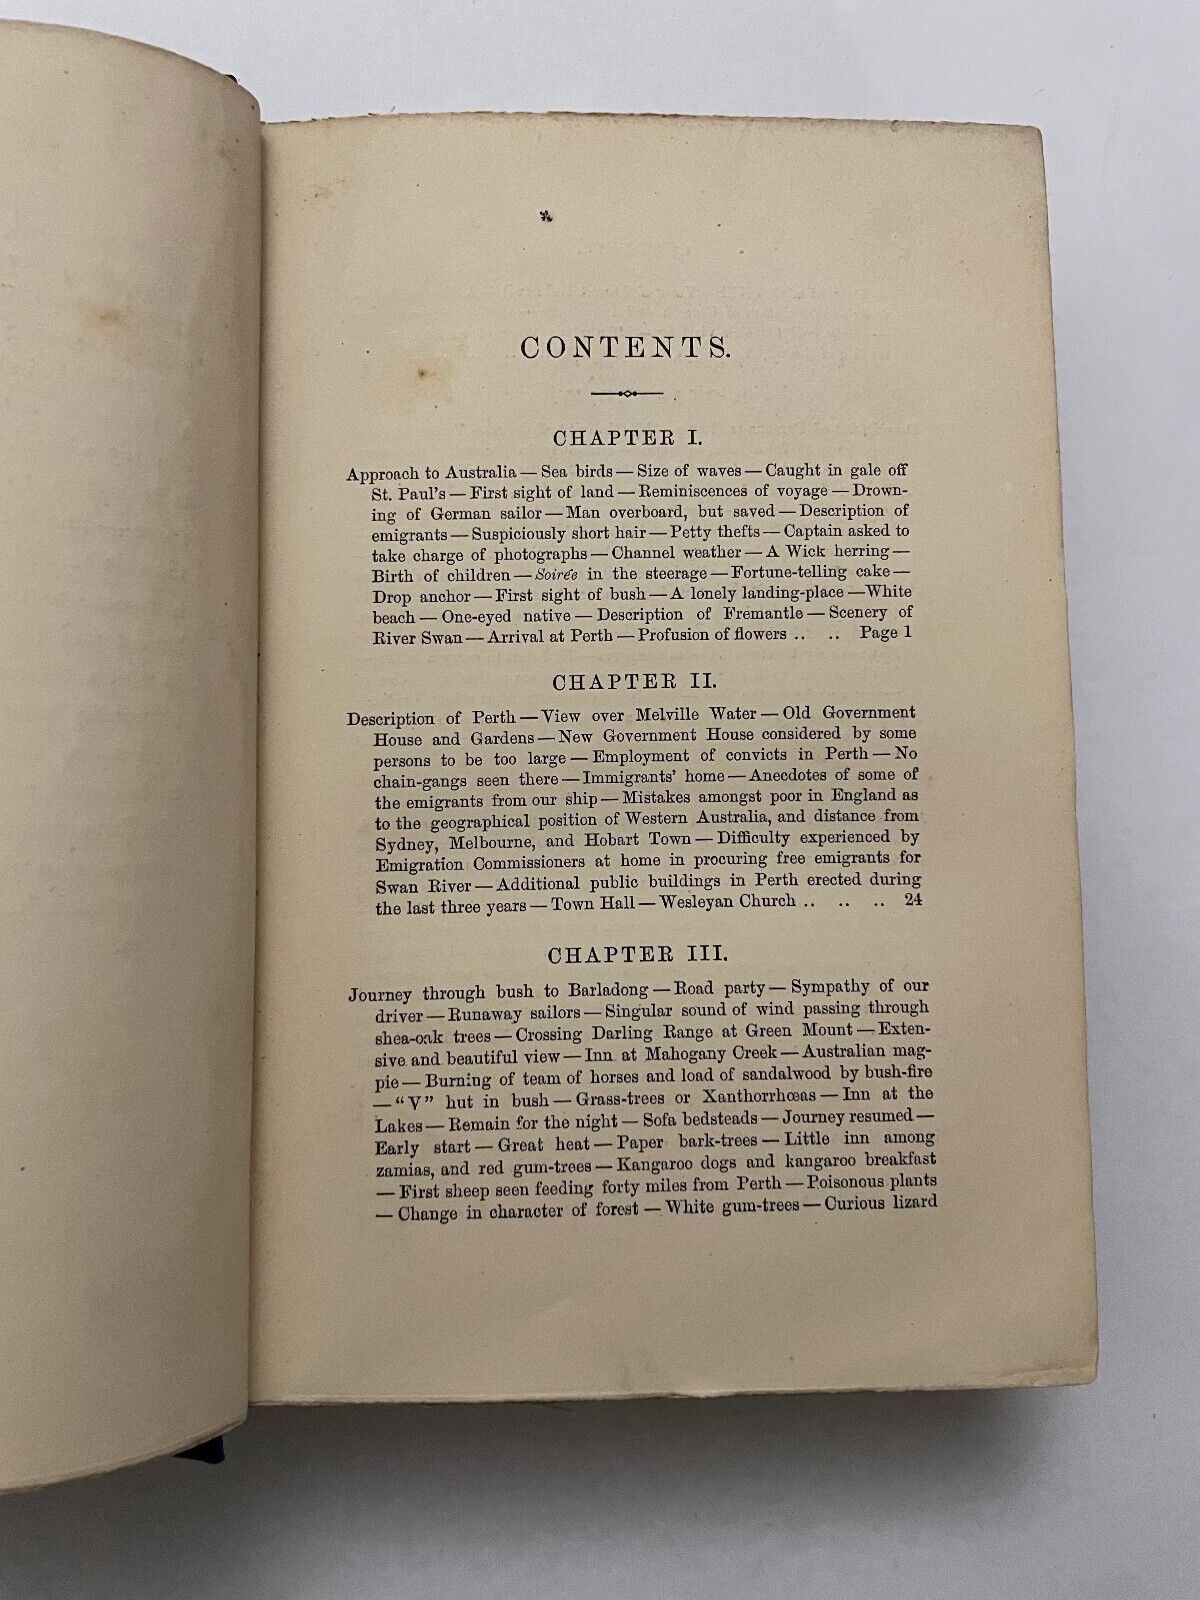 CONTENTS.
CHAPTER I.
Approach to Australia — Sea birds — Size of waves — Caught in gale off
St. Paul's — First sight of land — Reminiscences of voyage — Drown-
ing of German sailor — Man overboard, but saved — Description of
emigrants — Suspiciously short hair — Petty thefts — Captain asked to
take charge of photographs — Channel weather — A Wick herring —
Birth of children — Soirée in the steerage — Fortune-telling cake —
Drop anchor — First sight of bush — A lonely landing-place — White
beach — One-eyed native — Description of Fremantle — Scenery of
River Swan — Arrival at Perth — Profusion of flowers .. .. Page 1
CHAPTER II.
Description of Perth — View over Melville Water — Old Government
House and Gardens — New Government House considered by some
persons to be too large — Employment of convicts in Perth — No
chain-gangs seen there — Immigrants' home — Anecdotes of some of
the emigrants from our ship — Mistakes amongst poor in England as
to the geographical position of Western Australia, and distance from
Sydney, Melbourne, and Hobart Town — Difficulty experienced by
Emigration Commissioners at home in procuring free emigrants for
Swan River — Additional public buildings in Perth erected during
the last three years — Town Hall — Wesleyan Church .. .. .. 24
CHAPTER III.
Journey through bush to Barladong — Road party — Sympathy of our
driver — Runaway sailors — Singular sound of wind passing through
shea-oak trees — Crossing Darling Range at Green Mount — Exten-
sive and beautiful view — Inn at Mahogany Creek — Australian mag-
pie — Burning of team of horses and load of sandalwood by bush-fire
— "V" hut in bush — Grass-trees or Xanthorrhœas — Inn at the
Lakes — Remain for the night — Sofa bedsteads — Journey resumed —
Early start — Great heat — Paper bark-trees — Little inn among
zamias, and red gum-trees — Kangaroo dogs and kangaroo breakfast
— First sheep seen feeding forty miles from Perth — Poisonous plants
— Change in character of forest — White gum-trees — Curious lizard